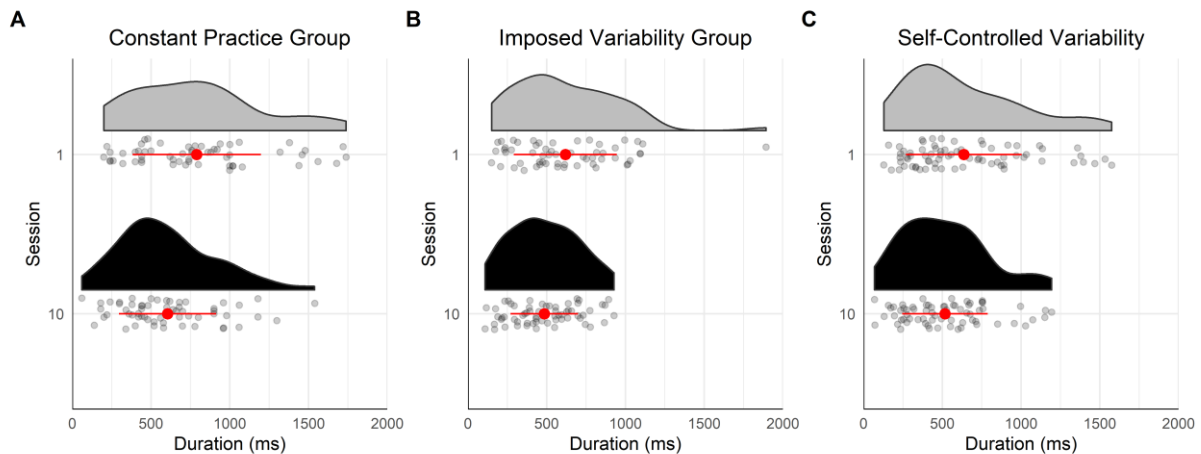 A
Constant Practice Group
Session
1
10
0
500
1000
1500
2000
Duration (ms)
B
Imposed Variability Group
Session
1
10
0
500
1000
1500
2000
Duration (ms)
C
Self-Controlled Variability
Session
1
10
0
500
1000
1500
2000
Duration (ms)